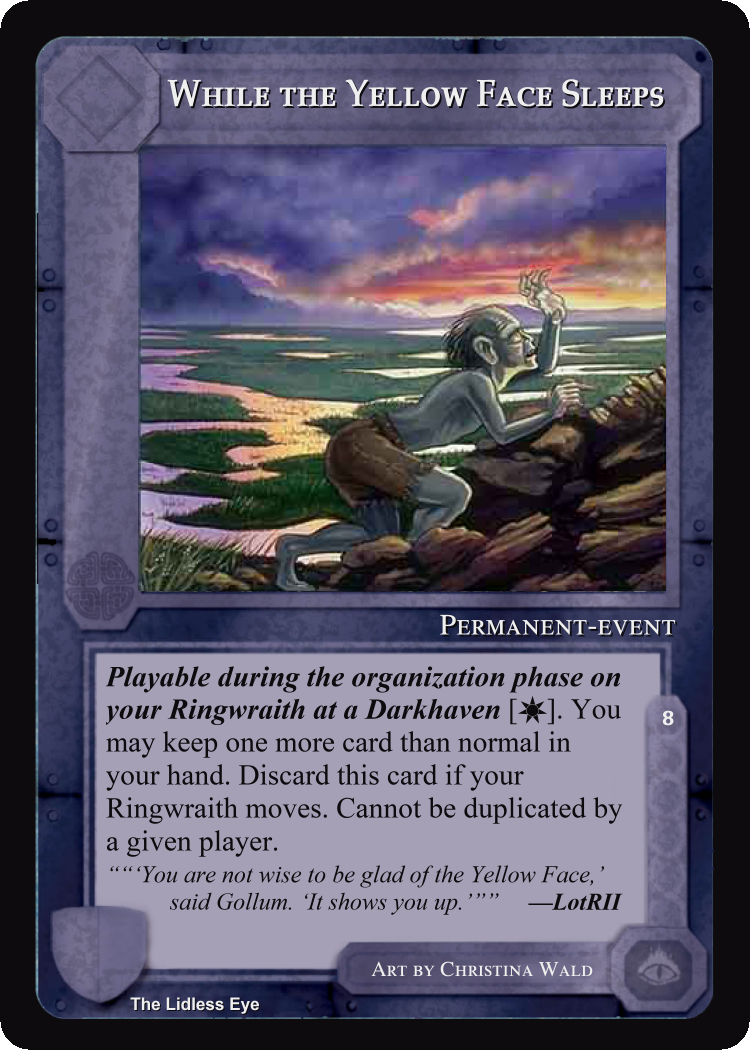 While the Yellow Face Sleeps
Permanent-event
Playable during the organization phase on
your Ringwraith at a Darkhaven [✷]. You
may keep one more card than normal in
your hand. Discard this card if your
Ringwraith moves. Cannot be duplicated by
a given player.
““‘You are not wise to be glad of the Yellow Face,’
said Gollum. ‘It shows you up.’”” —LotRII
8
Art by Christina Wald
The Lidless Eye